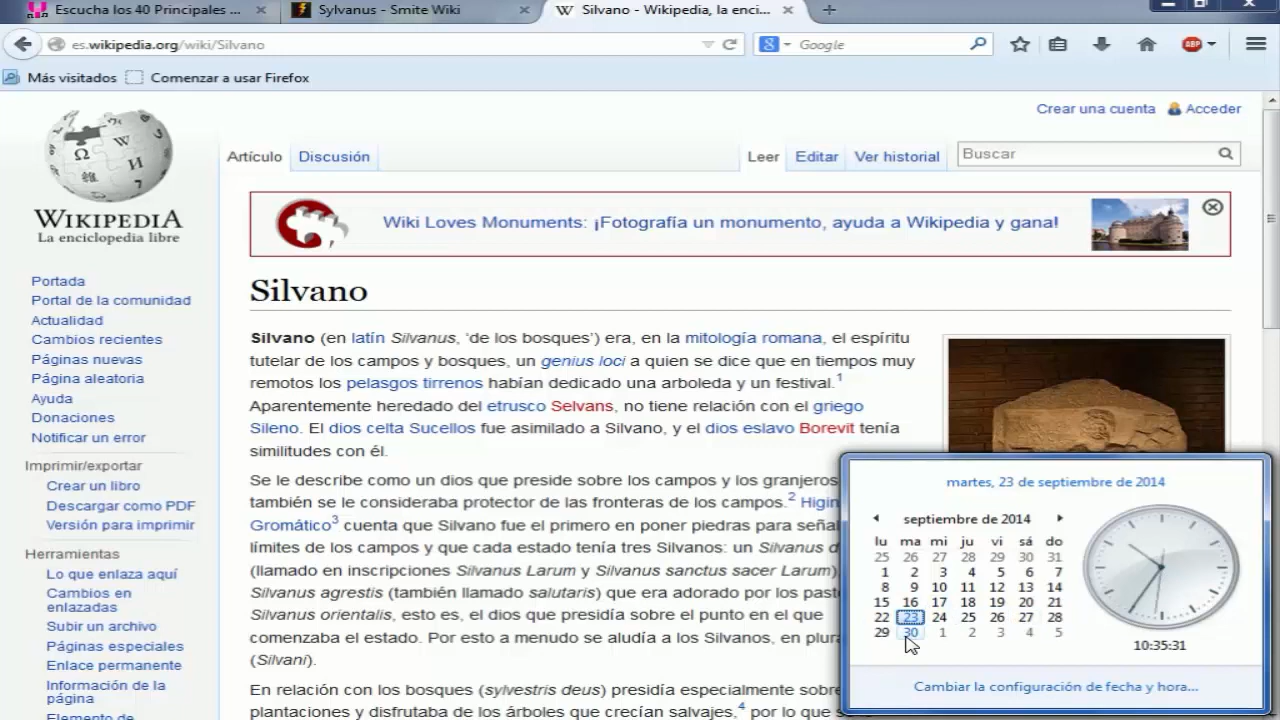 Escucha los 40 Principales ...
Sylvanus - Smite Wiki
Silvano - Wikipedia, la enci...
es.wikipedia.org/wiki/Silvano
Google
ABP
Más visitados
Comenzar a usar Firefox
Crear una cuenta
Acceder
Artículo
Discusión
Leer
Editar
Ver historial
Buscar
WIKIPEDIA
La enciclopedia libre
Wiki Loves Monuments: ¡Fotografía un monumento, ayuda a Wikipedia y gana!
Portada
Portal de la comunidad
Actualidad
Cambios recientes
Páginas nuevas
Página aleatoria
Ayuda
Donaciones
Notificar un error
Imprimir/exportar
Crear un libro
Descargar como PDF
Versión para imprimir
Herramientas
Lo que enlaza aquí
Cambios en
enlazadas
Subir un archivo
Páginas especiales
Enlace permanente
Información de la
página
Elemento de
Silvano
Silvano (en latín Silvanus, ‘de los bosques’) era, en la mitología romana, el espíritu
tutelar de los campos y bosques, un genius loci a quien se dice que en tiempos muy
remotos los pelasgos tirrenos habían dedicado una arboleda y un festival.1
Aparentemente heredado del etrusco Selvans, no tiene relación con el griego
Sileno. El dios celta Sucellos fue asimilado a Silvano, y el dios eslavo Borevit tenía
similitudes con él.
Se le describe como un dios que preside sobre los campos y los granjeros
también se le consideraba protector de las fronteras de los campos.2 Higin
Gromático3 cuenta que Silvano fue el primero en poner piedras para señal
límites de los campos y que cada estado tenía tres Silvanos: un Silvanus d
(llamado en inscripciones Silvanus Larum y Silvanus sanctus sacer Larum)
Silvanus agrestis (también llamado salutaris) que era adorado por los past
Silvanus orientalis, esto es, el dios que presidía sobre el punto en el que
comenzaba el estado. Por esto a menudo se aludía a los Silvanos, en plura
(Silvani).
En relación con los bosques (sylvestris deus) presidía especialmente sobre
plantaciones y disfrutaba de los árboles que crecían salvajes,4 por lo que s
martes, 23 de septiembre de 2014
septiembre de 2014
lu ma mi ju vi sá do
25 26 27 28 29 30 31
1 2 3 4 5 6 7
8 9 10 11 12 13 14
15 16 17 18 19 20 21
22 23 24 25 26 27 28
29 30 1 2 3 4 5
10:35:31
Cambiar la configuración de fecha y hora...